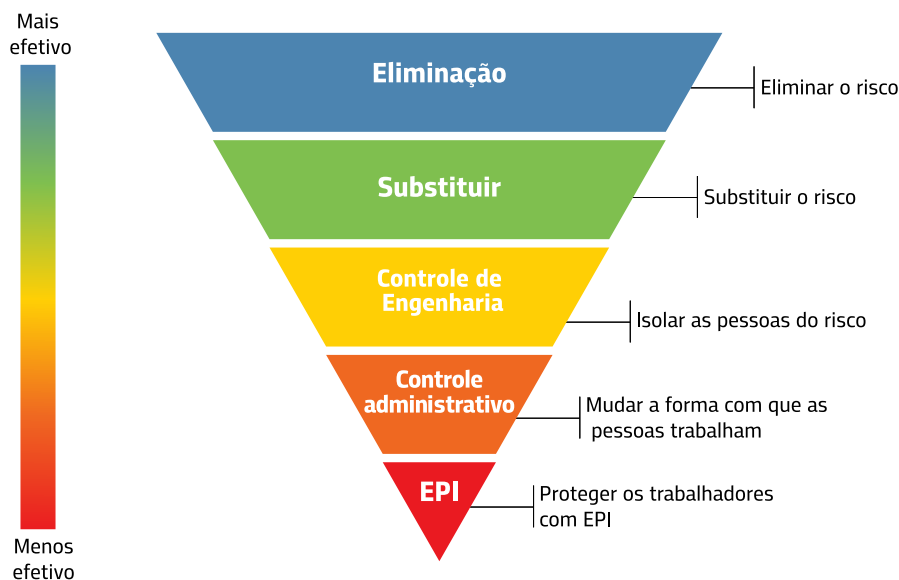 Mais
efetivo
Eliminação
Eliminar o risco
Substituir
Substituir o risco
Controle de
Engenharia
Isolar as pessoas do risco
Controle
administrativo
Mudar a forma com que as
pessoas trabalham
EPI
Proteger os trabalhadores
com EPI
Menos
efetivo